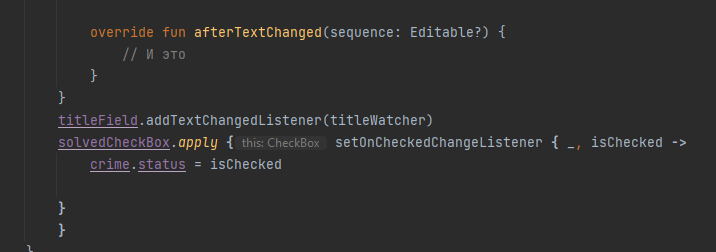 override fun afterTextChanged(sequence: Editable?) {
// И это
}
}
titleField.addTextChangedListener(titleWatcher)
solvedCheckBox.apply { this: CheckBox setOnCheckedChangeListener { _, isChecked ->
crime.status = isChecked
}
}
}